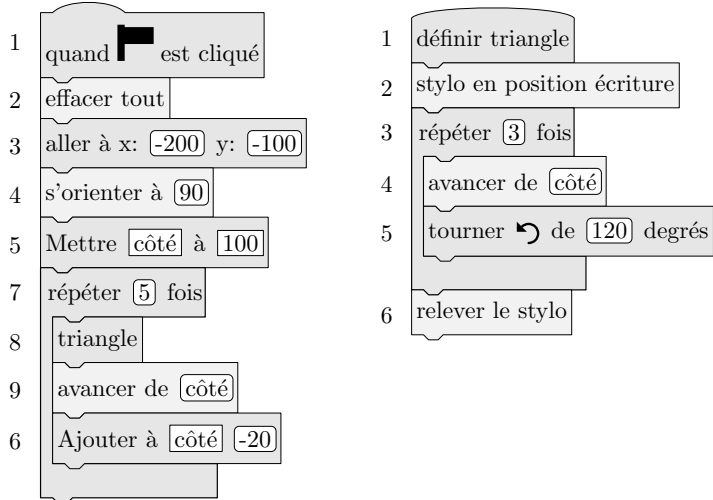 1 quand est cliqué
2 effacer tout
3 aller à x: -200 y: -100
4 s'orienter à 90
5 Mettre côté à 100
7 répéter 5 fois
8 triangle
9 avancer de côté
6 Ajouter à côté -20
1 définir triangle
2 stylo en position écriture
3 répéter 3 fois
4 avancer de côté
5 tourner de 120 degrés
6 relever le stylo